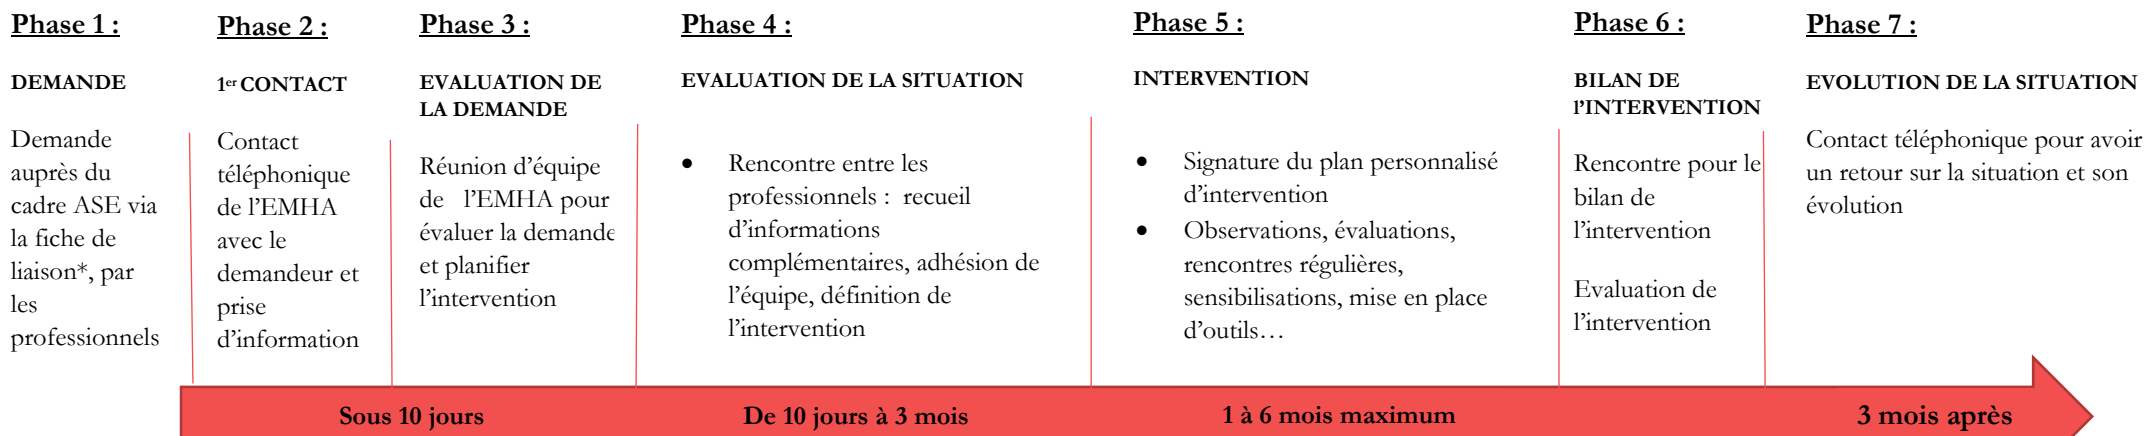 Phase 1 :
DEMANDE
Demande
auprès du
cadre ASE via
la fiche de
liaison*, par
les
professionnels
Phase 2 :
1er CONTACT
Contact
téléphonique
de l’EMHA
avec le
demandeur et
prise
d’information
Phase 3 :
EVALUATION DE
LA DEMANDE
Réunion d’équipe
de l’EMHA pour
évaluer la demande
et planifier
l’intervention
Phase 4 :
EVALUATION DE LA SITUATION
• Rencontre entre les
professionnels : recueil
d’informations
complémentaires, adhésion de
l’équipe, définition de
l’intervention
Phase 5 :
INTERVENTION
• Signature du plan personnalisé
d’intervention
• Observations, évaluations,
rencontres régulières,
sensibilisations, mise en place
d’outils…
Phase 6 :
BILAN DE
l’INTERVENTION
Rencontre pour le
bilan de
l’intervention
Evaluation de
l’intervention
Phase 7 :
EVOLUTION DE LA SITUATION
Contact téléphonique pour avoir
un retour sur la situation et son
évolution
Sous 10 jours
De 10 jours à 3 mois
1 à 6 mois maximum
3 mois après